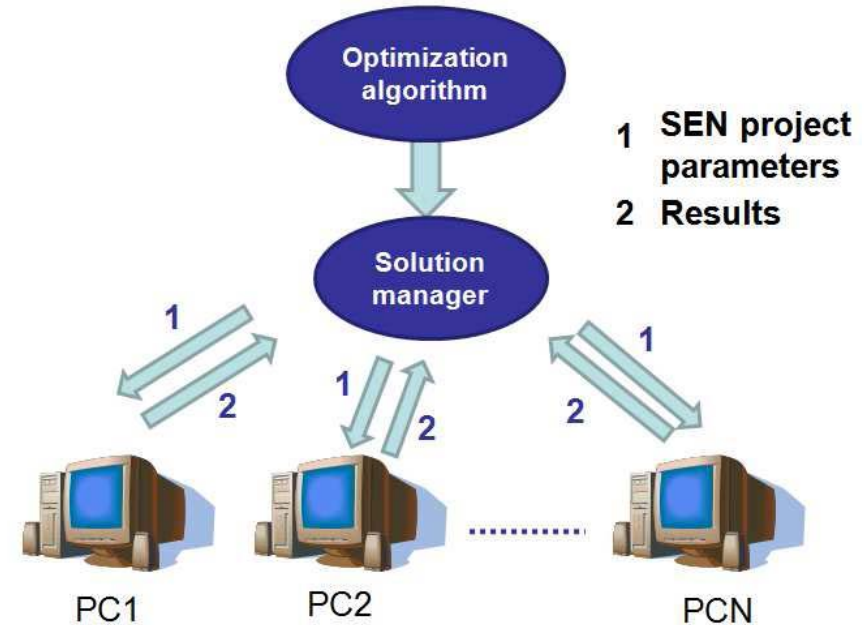 Optimization
algorithm
1 SEN project
parameters
2 Results
Solution
manager
1
2
1
2
1
2
PC1
PC2
PCN